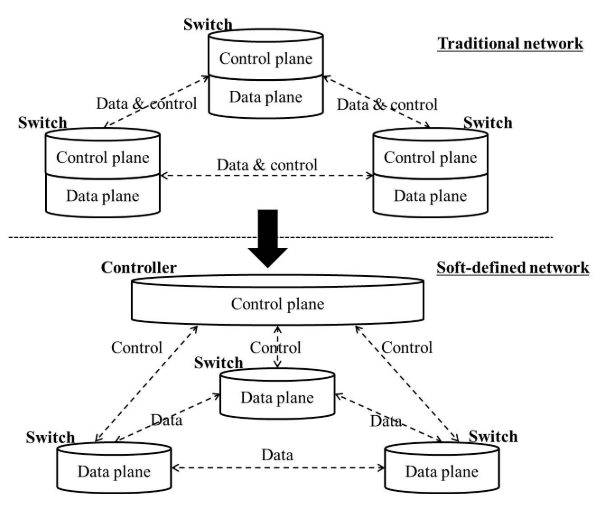 Switch
Traditional network
Control plane
Data plane
Data & control
Data & control
Switch
Switch
Control plane
Data plane
Data & control
Control plane
Data plane
Controller
Soft-defined network
Control plane
Control
Control
Control
Switch
Data plane
Data
Data
Switch
Switch
Data
Data plane
Data plane